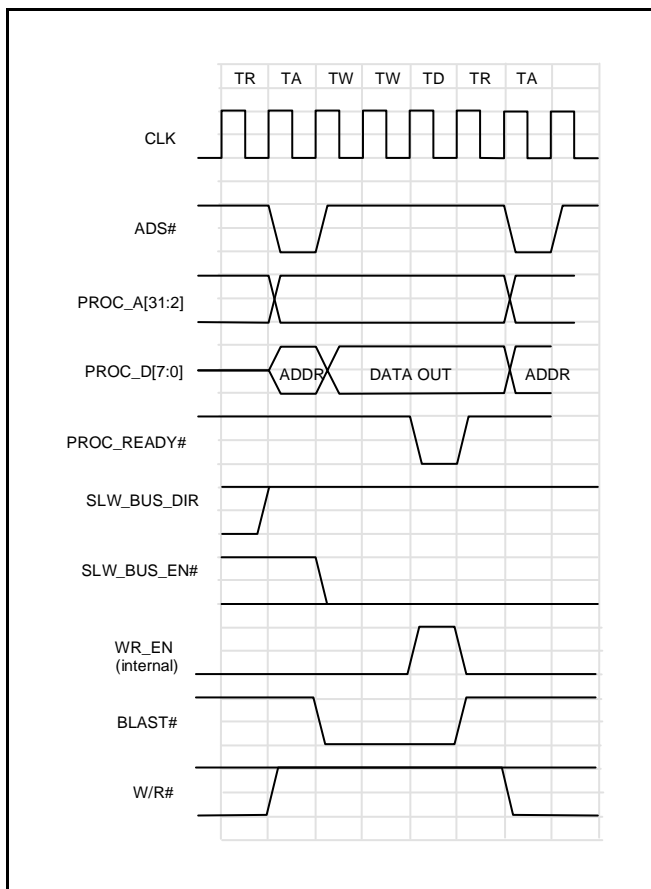 TR TA TW TW TD TR TA
CLK
ADS#
PROC_A[31:2]
PROC_D[7:0] ADDR DATA OUT ADDR
PROC_READY#
SLW_BUS_DIR
SLW_BUS_EN#
WR_EN
(internal)
BLAST#
W/R#